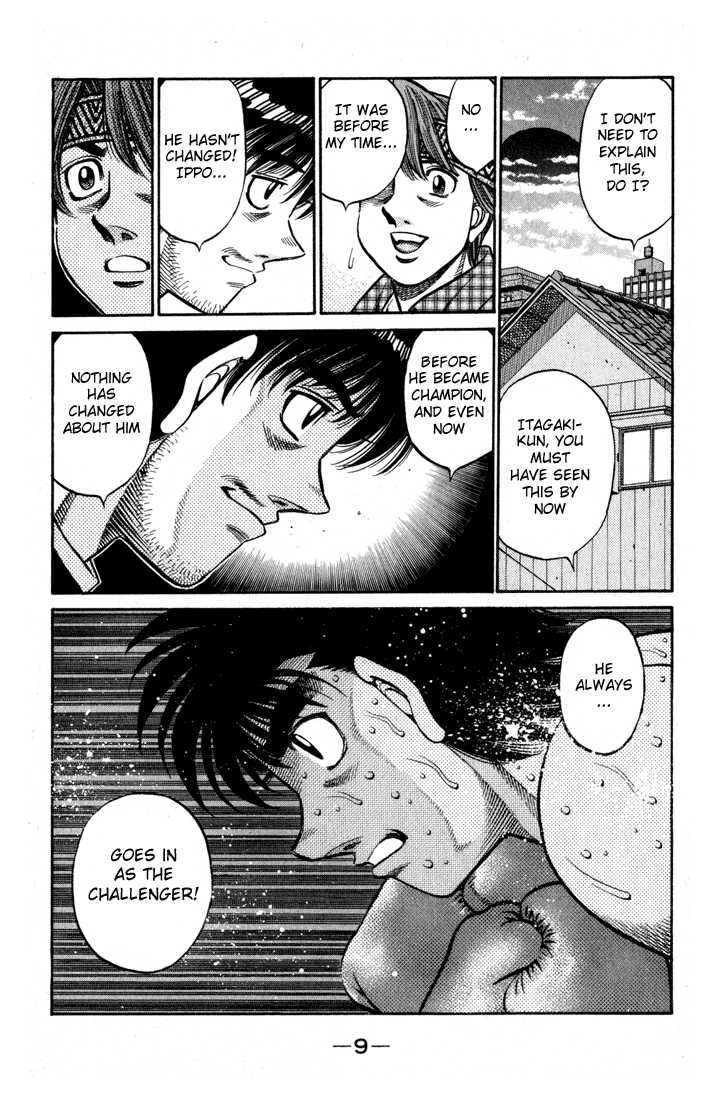 I DON'T
NEED TO
EXPLAIN
THIS,
DO I?
ITAGAKI-
KUN, YOU
MUST
HAVE SEEN
THIS BY
NOW
NO
...
IT WAS
BEFORE
MY TIME...
HE HASN'T
CHANGED!
IPPO...
BEFORE
HE BECAME
CHAMPION,
AND EVEN
NOW
NOTHING
HAS
CHANGED
ABOUT HIM
HE
ALWAYS
...
GOES IN
AS THE
CHALLENGER!
—9—